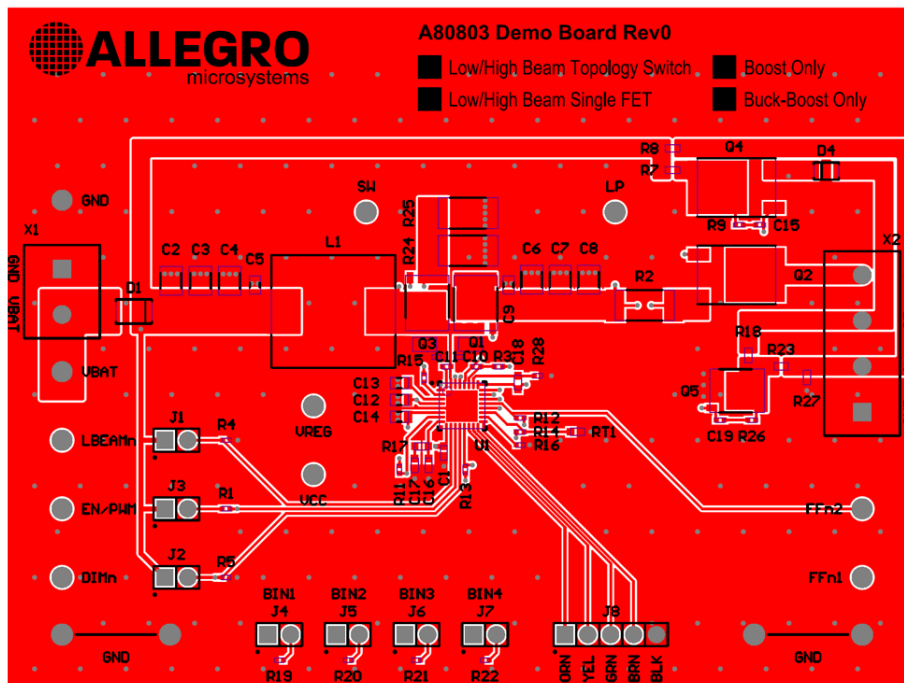 ALLEGRO
microsystems
A80803 Demo Board Rev0
Low/High Beam Topology Switch
Boost Only
Low/High Beam Single FET
Buck-Boost Only
R8
R7
Q4
D4
GND
SW
LP
R25
R9
C15
X1
X2
GND
VBAT
C2
C3
C4
C5
L1
R24
C6
C7
C8
R2
Q2
D1
C9
Q3
Q1
R18
VBAT
R15
C11
C10
R3
C18
R28
R23
C13
C12
C14
Q5
R27
VREG
R12
R14
R16
RT1
C19
R26
LBEAMn
J1
R4
R17
U1
R11
C17
C16
C1
R13
VCC
EN/PWM
J3
R1
FFn2
DIMn
J2
R5
FFn1
BIN1
BIN2
BIN3
BIN4
J4
J5
J6
J7
J8
GND
GND
R19
R20
R21
R22
ORN
YEL
GRN
BRN
BLK